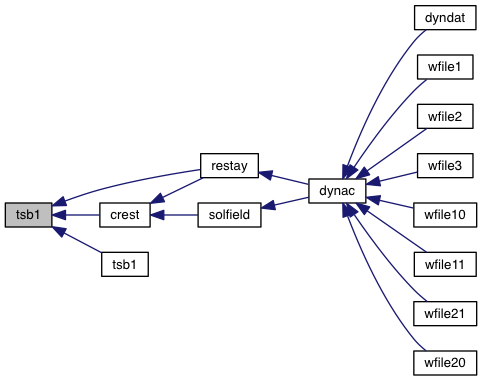 dyndat
wfile1
wfile2
restay
wfile3
dynac
tsb1
crest
solfield
wfile10
tsb1
wfile11
wfile21
wfile20